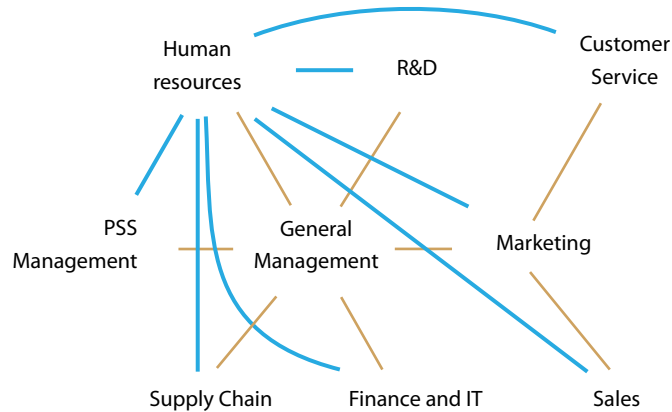 Human
resources
R&D
Customer
Service
PSS
Management
General
Management
Marketing
Supply Chain
Finance and IT
Sales